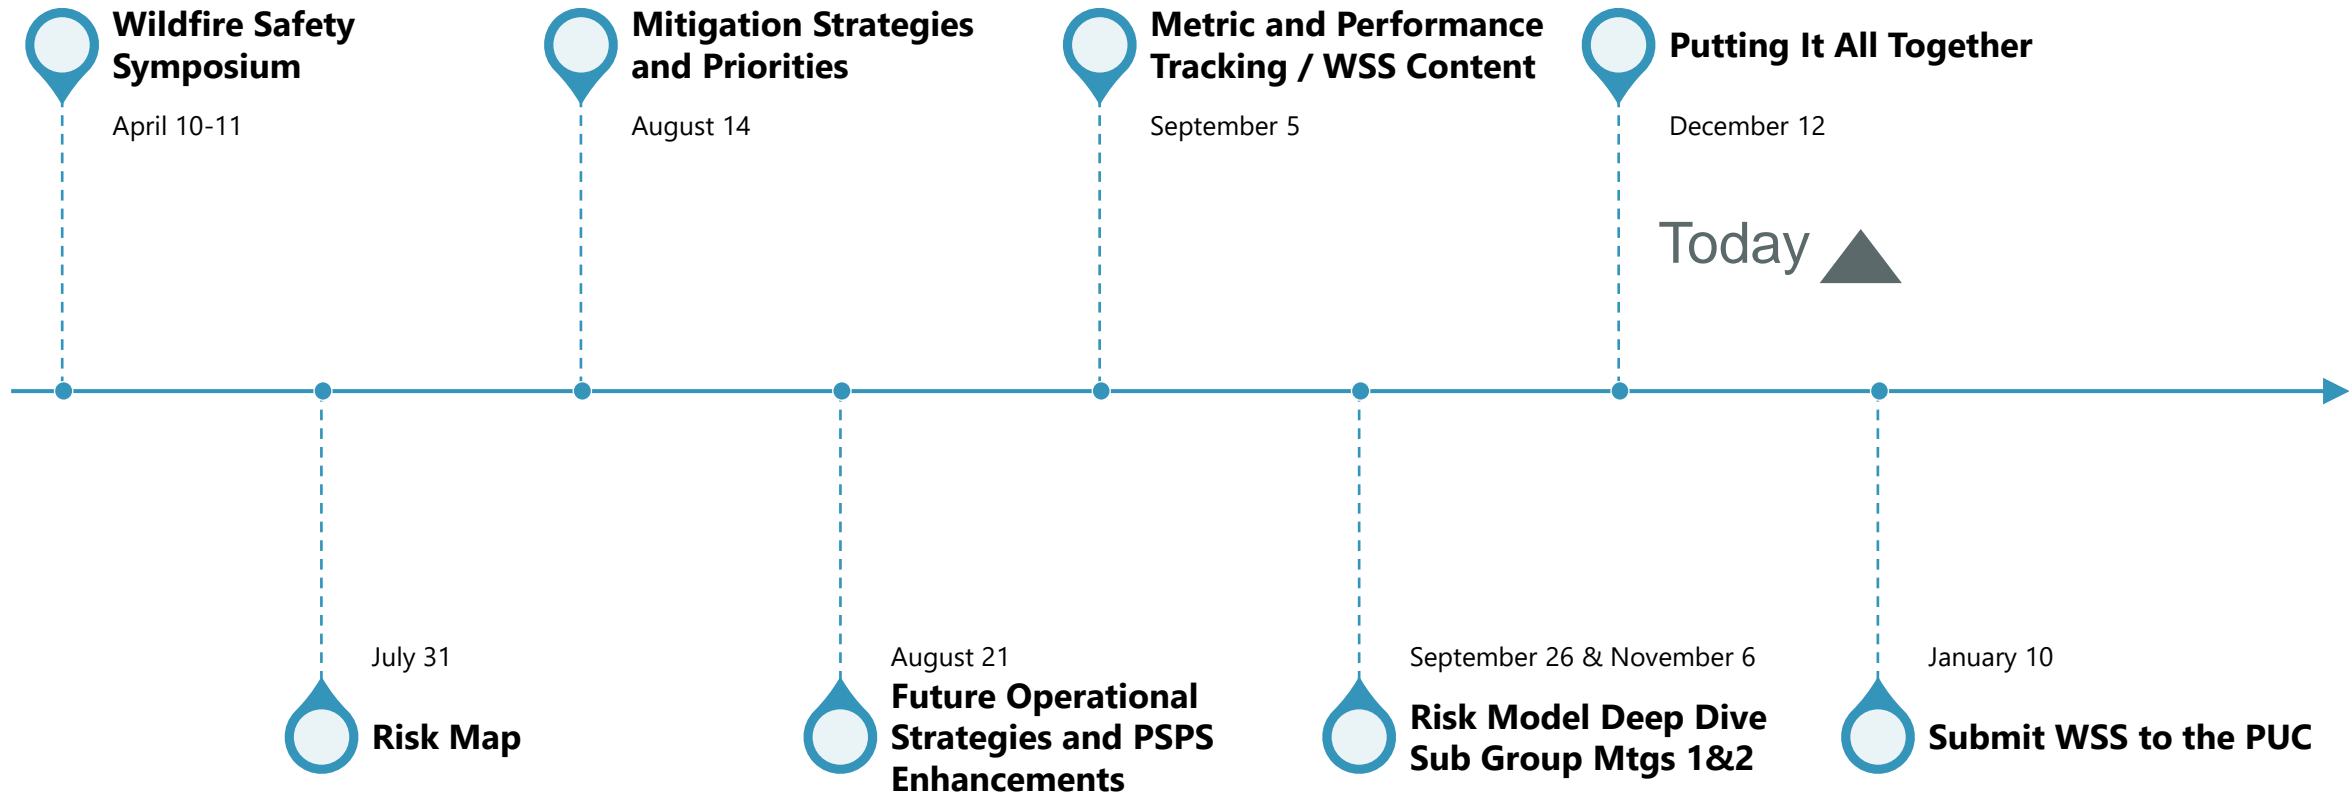 Wildfire Safety
Symposium
April 10-11
Mitigation Strategies
and Priorities
August 14
Metric and Performance
Tracking / WSS Content
September 5
Putting It All Together
December 12
Today
July 31
Risk Map
August 21
Future Operational
Strategies and PSPS
Enhancements
September 26 & November 6
Risk Model Deep Dive
Sub Group Mtgs 1&2
January 10
Submit WSS to the PUC